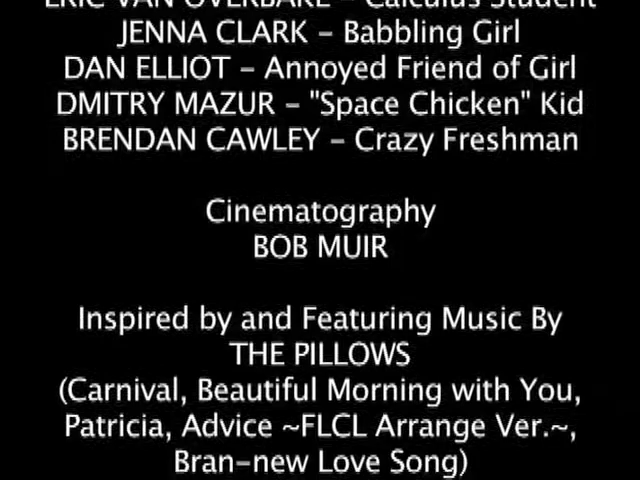 ERIC VAN OVERBAKE - Calculus Student
JENNA CLARK - Babbling Girl
DAN ELLIOT - Annoyed Friend of Girl
DMITRY MAZUR - "Space Chicken" Kid
BRENDAN CAWLEY - Crazy Freshman
Cinematography
BOB MUIR
Inspired by and Featuring Music By
THE PILLOWS
(Carnival, Beautiful Morning with You,
Patricia, Advice ~FLCL Arrange Ver.~,
Bran-new Love Song)